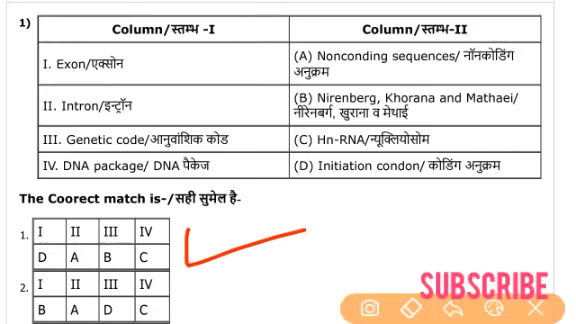 1)
Column/स्तम्भ -I Column/स्तम्भ-II
I. Exon/एक्सोन (A) Nonconding sequences/ नॉनकोडिंग
अनुक्रम
II. Intron/इन्ट्रॉन (B) Nirenberg, Khorana and Mathaei/
नीरेनबर्ग, खुराना व मेथाई
III. Genetic code/आनुवांशिक कोड (C) Hn-RNA/न्यूक्लियोसोम
IV. DNA package/ DNA पैकेज (D) Initiation condon/ कोडिंग अनुक्रम
The Coorect match is-/सही सुमेल है-
1. I II III IV
D A B C
2. I II III IV
B A D C
SUBSCRIBE